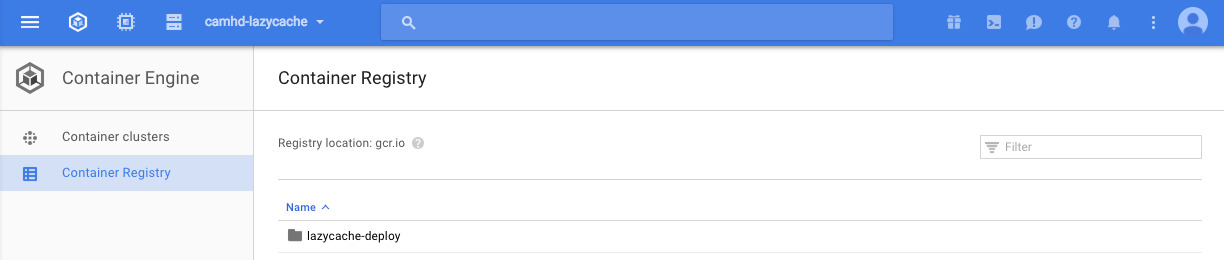 camhd-lazycache
Container Engine
Container Registry
Container clusters
Container Registry
Registry location: gcr.io
Filter
Name
lazycache-deploy